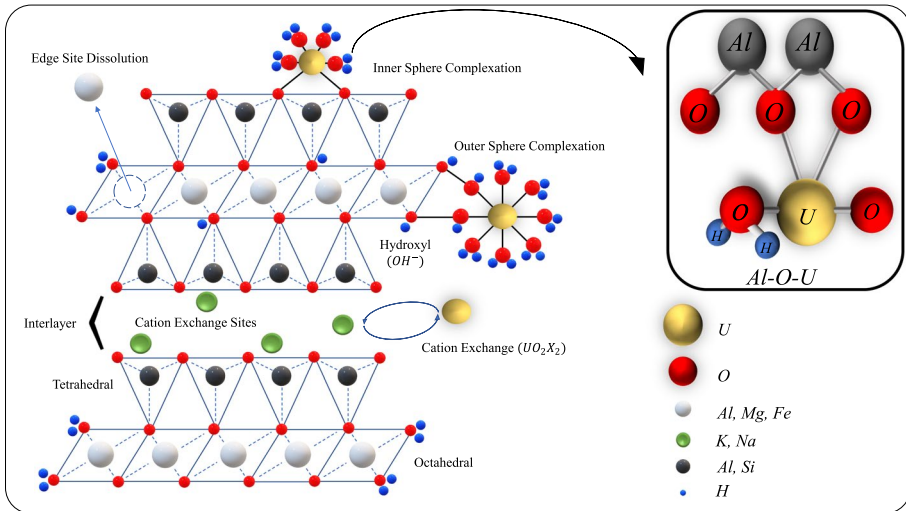 Edge Site Dissolution
Inner Sphere Complexation
Outer Sphere Complexation
Hydroxyl
(OH⁻)
Interlayer
Cation Exchange Sites
Cation Exchange (UO₂X₂)
Tetrahedral
Octahedral
Al Al
O O O
O U O
H H
Al-O-U
U
O
Al, Mg, Fe
K, Na
Al, Si
H